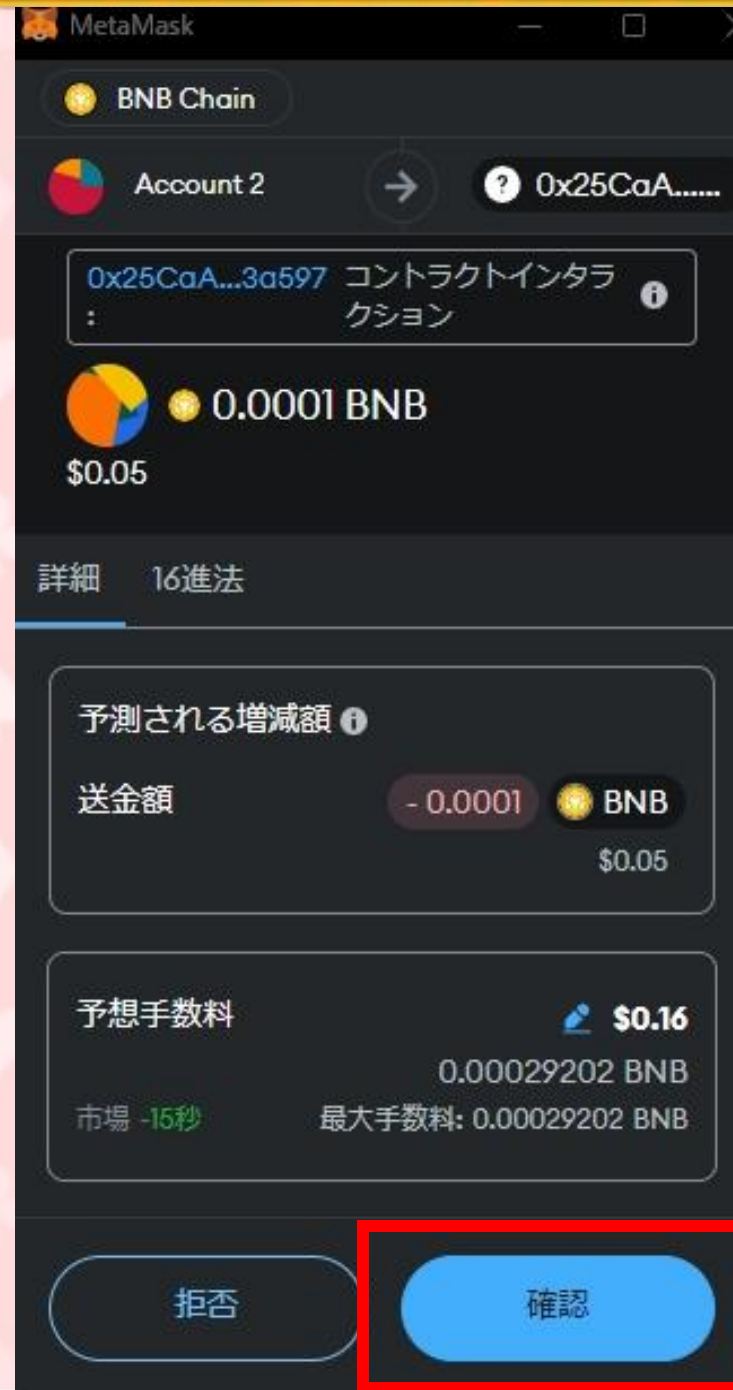 MetaMask
BNB Chain
Account 2
0x25CaA......
0x25CaA...3a597 コントラクトインタラ
: クション
0.0001 BNB
$0.05
詳細 16進法
予測される増減額
送金額 - 0.0001 BNB
$0.05
予想手数料 $0.16
0.00029202 BNB
市場 -15秒 最大手数料: 0.00029202 BNB
拒否 確認